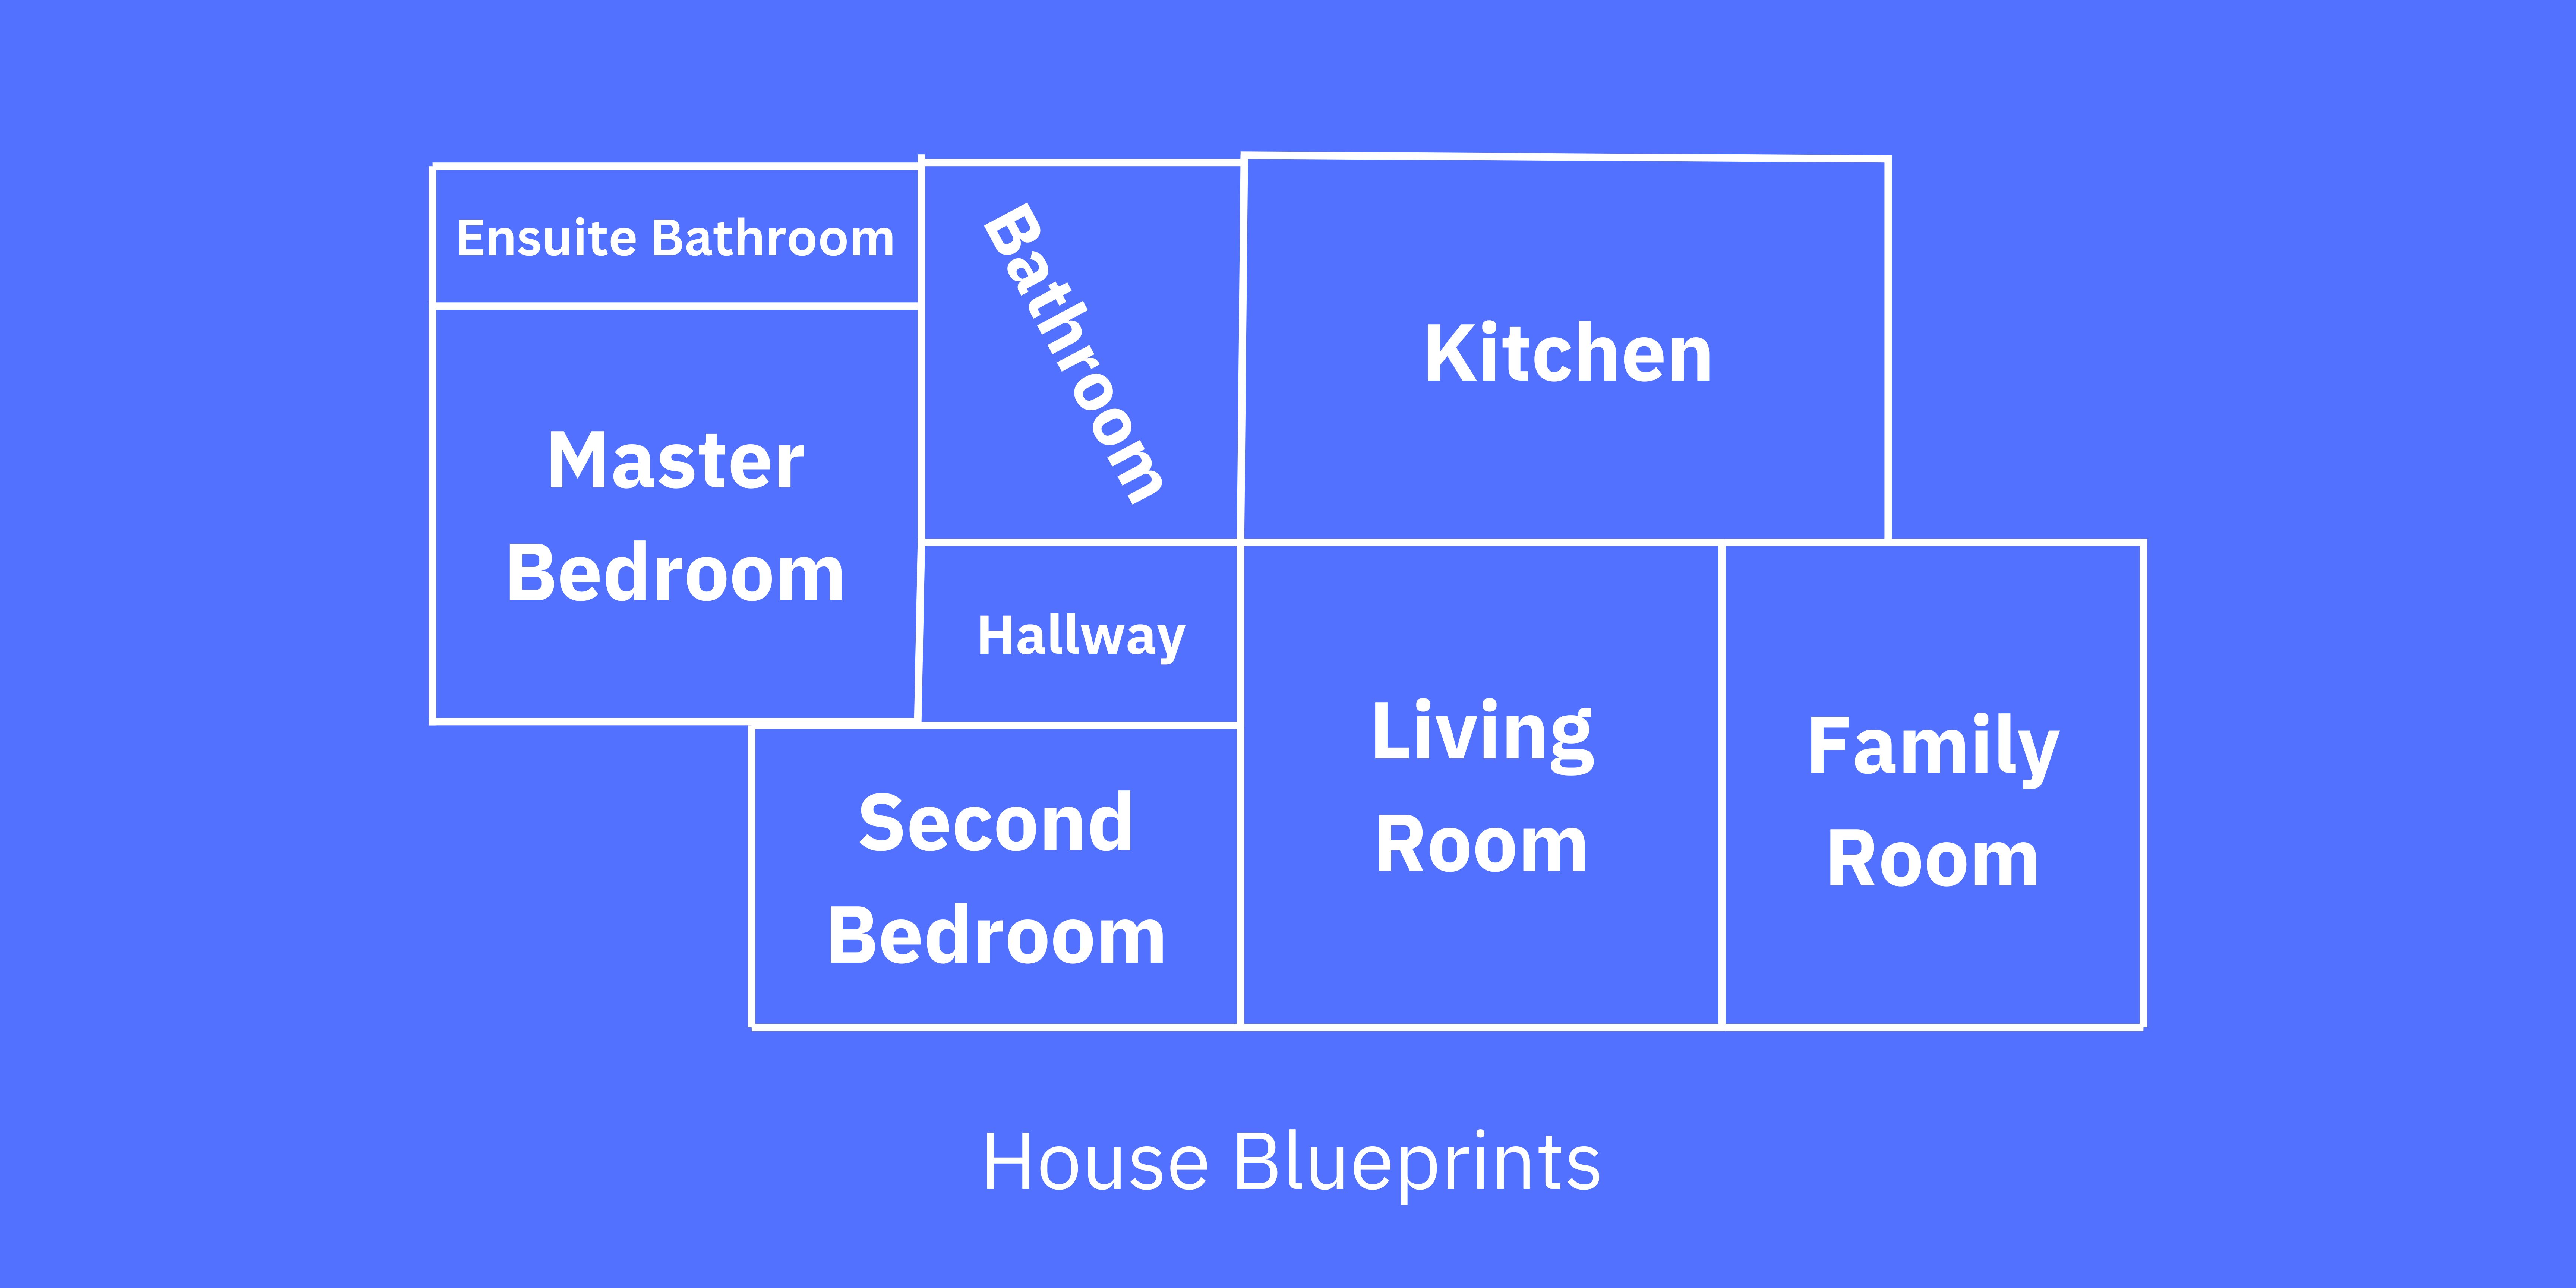 Ensuite Bathroom
Bathroom
Kitchen
Master
Bedroom
Hallway
Living
Room
Family
Room
Second
Bedroom
House Blueprints